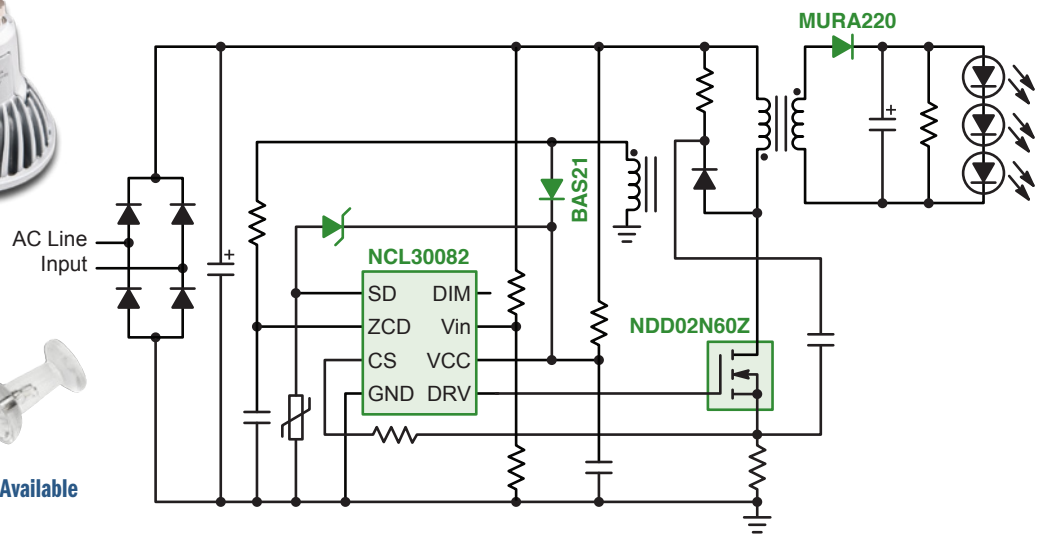 MURA220
BAS21
AC Line
Input
NCL30082
SD DIM
ZCD Vin
CS VCC
GND DRV
NDD02N60Z
Available
+
+